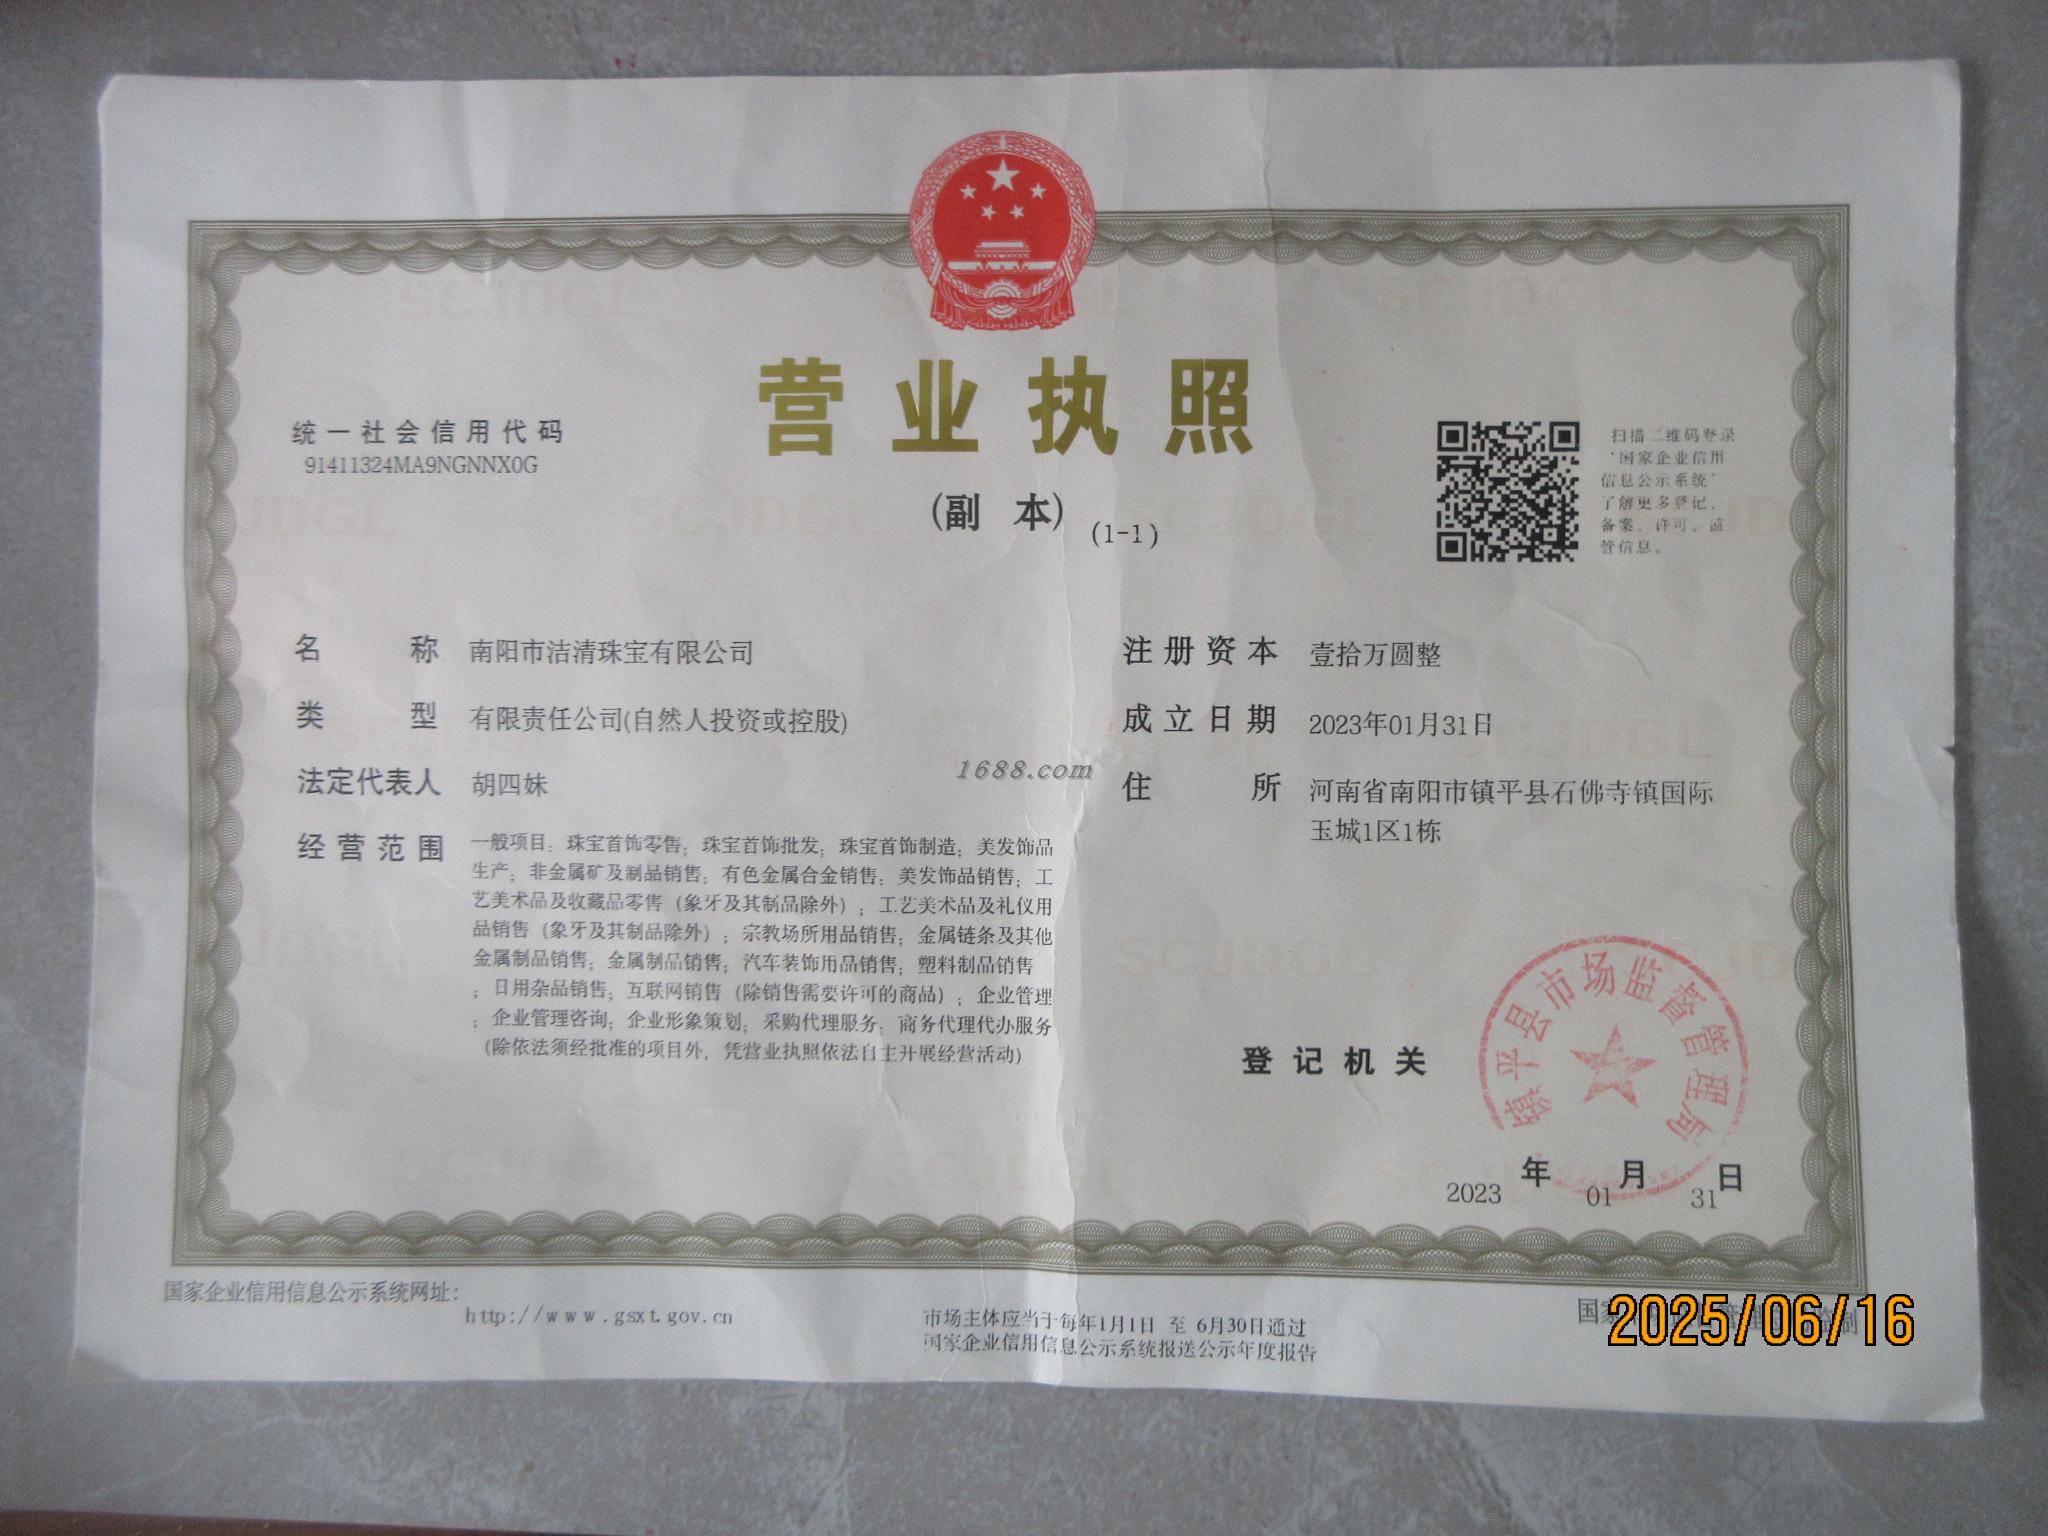 营业执照
(副 本)
(1-1)
统一社会信用代码
91411324MA9NGNNX0G
扫描二维码登录
'国家企业信用
信息公示系统'
了解更多登记、
备案、许可、监
管信息。
名 称 南阳市洁清珠宝有限公司
类 型 有限责任公司(自然人投资或控股)
法定代表人 胡四妹
经营范围 一般项目：珠宝首饰零售；珠宝首饰批发；珠宝首饰制造；美发饰品
生产；非金属矿及制品销售；有色金属合金销售；美发饰品销售；工
艺美术品及收藏品零售（象牙及其制品除外）；工艺美术品及礼仪用
品销售（象牙及其制品除外）；宗教场所用品销售；金属链条及其他
金属制品销售；金属制品销售；汽车装饰用品销售；塑料制品销售
；日用杂品销售；互联网销售（除销售需要许可的商品）；企业管理
；企业管理咨询；企业形象策划；采购代理服务；商务代理代办服务
（除依法须经批准的项目外，凭营业执照依法自主开展经营活动）
注册资本 壹拾万圆整
成立日期 2023年01月31日
住 所 河南省南阳市镇平县石佛寺镇国际
玉城1区1栋
1688.com
登记机关
镇平县市场监督管理局
2023年01月31日
国家企业信用信息公示系统网址：
http://www.gsxt.gov.cn
市场主体应当于每年1月1日 至 6月30日通过
国家企业信用信息公示系统报送公示年度报告
国家
2025/06/16